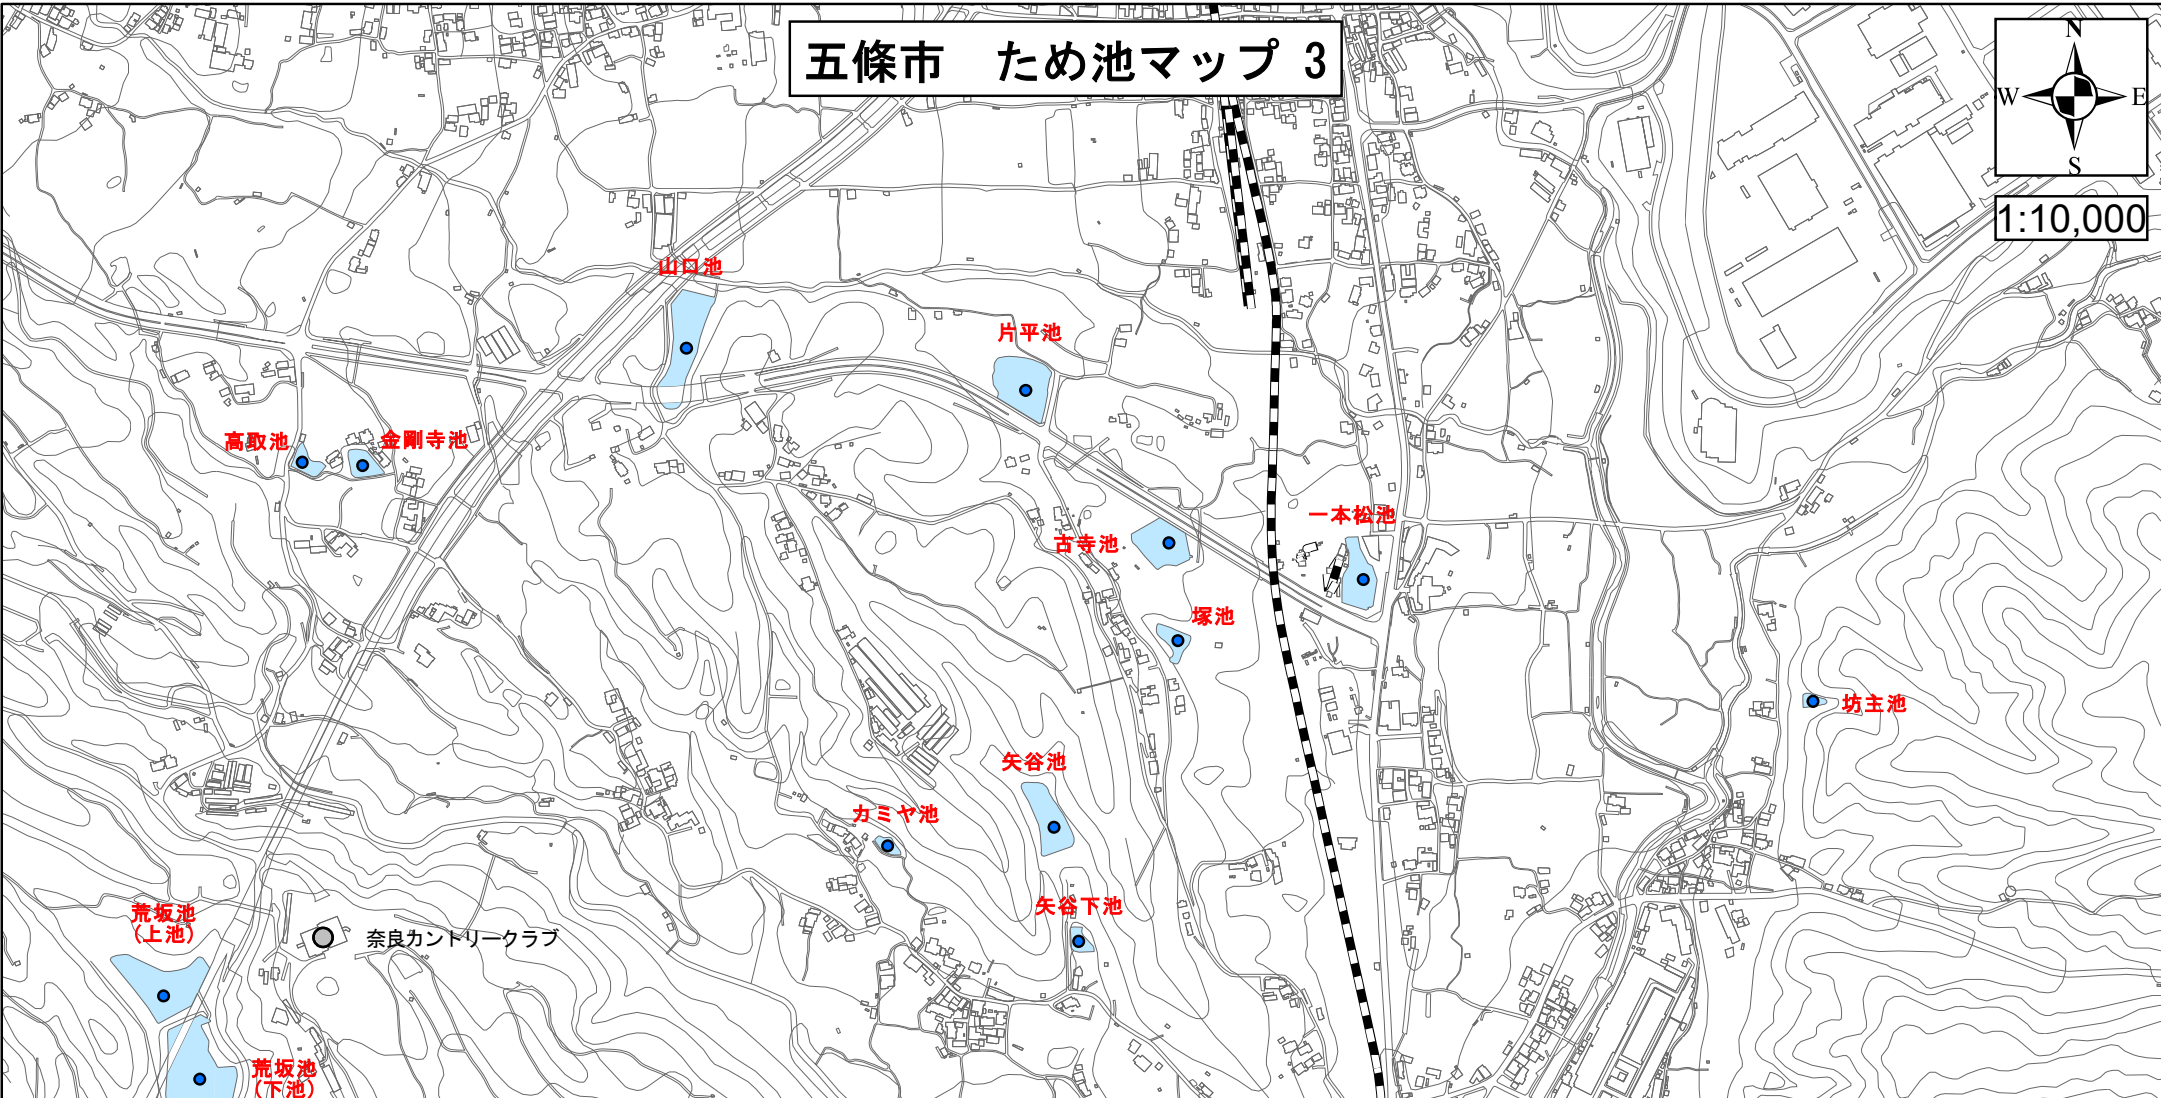 五條市 ため池マップ 3
N
W
E
S
1:10,000
山口池
片平池
高取池
金剛寺池
一本松池
古寺池
塚池
坊主池
矢谷池
カミヤ池
矢谷下池
荒坂池
(上池)
奈良カントリークラブ
荒坂池
(下池)